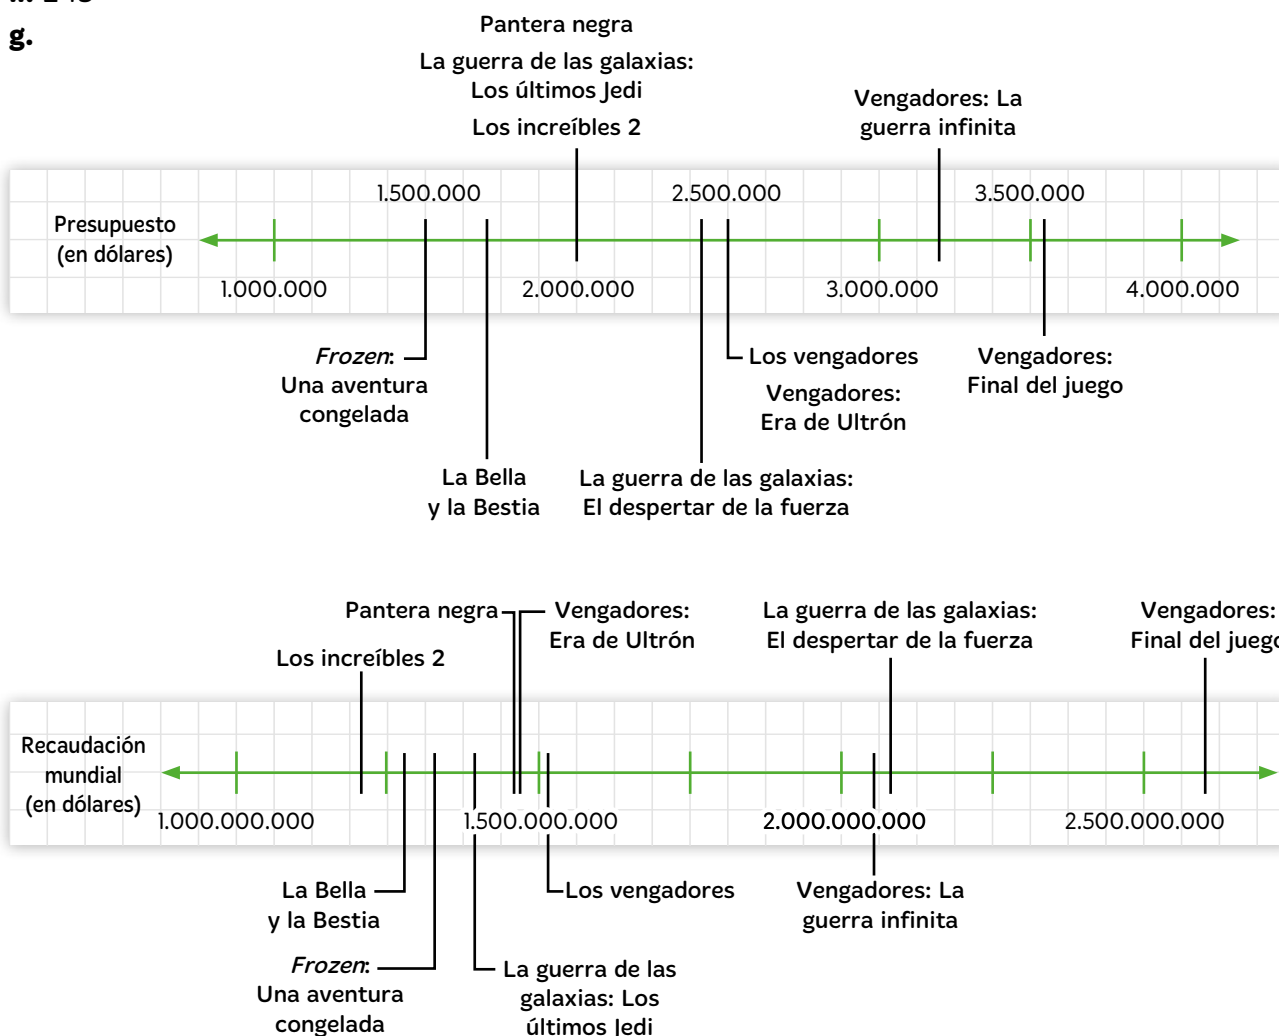 g.
Pantera negra
La guerra de las galaxias:
Los últimos Jedi
Los increíbles 2
Vengadores: La
guerra infinita
1.500.000
2.500.000
3.500.000
Presupuesto
(en dólares)
1.000.000
2.000.000
3.000.000
4.000.000
Frozen:
Una aventura
congelada
Los vengadores
Vengadores:
Era de Ultrón
Vengadores:
Final del juego
La Bella
y la Bestia
La guerra de las galaxias:
El despertar de la fuerza
Pantera negra
Vengadores:
Era de Ultrón
La guerra de las galaxias:
El despertar de la fuerza
Vengadores:
Final del juego
Los increíbles 2
Recaudación
mundial
(en dólares)
1.000.000.000
1.500.000.000
2.000.000.000
2.500.000.000
La Bella
y la Bestia
Los vengadores
Vengadores: La
guerra infinita
Frozen:
Una aventura
congelada
La guerra de las
galaxias: Los
últimos Jedi